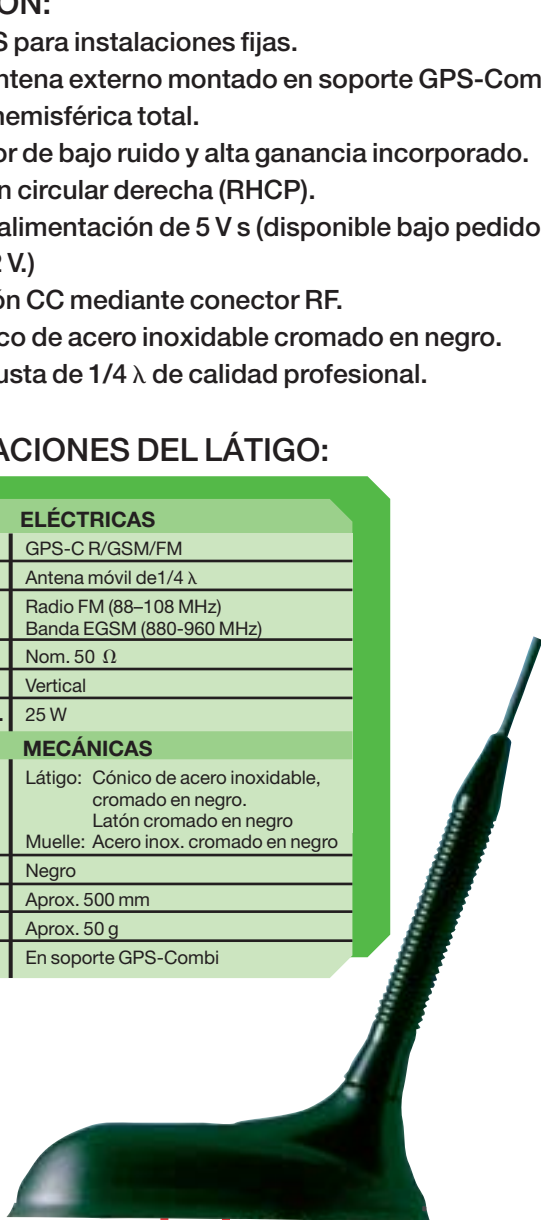 ÓN:
S para instalaciones fijas.
ntena externo montado en soporte GPS-Com
hemisférica total.
or de bajo ruido y alta ganancia incorporado.
n circular derecha (RHCP).
alimentación de 5 V s (disponible bajo pedido
2 V.)
ón CC mediante conector RF.
co de acero inoxidable cromado en negro.
usta de 1/4 λ de calidad profesional.
ACIONES DEL LÁTIGO:
ELÉCTRICAS
GPS-C R/GSM/FM
Antena móvil de1/4 λ
Radio FM (88–108 MHz)
Banda EGSM (880-960 MHz)
Nom. 50 Ω
Vertical
. 25 W
MECÁNICAS
Látigo: Cónico de acero inoxidable,
cromado en negro.
Latón cromado en negro
Muelle: Acero inox. cromado en negro
Negro
Aprox. 500 mm
Aprox. 50 g
En soporte GPS-Combi